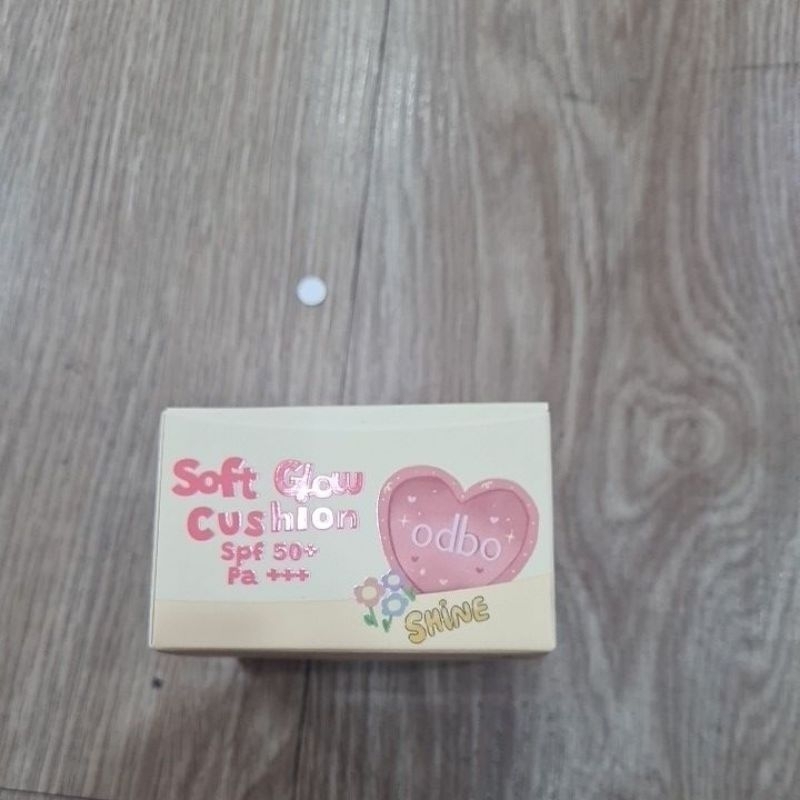 Soft Glow
Cushion
Spf 50+
Pa +++
odbo
SHiNE